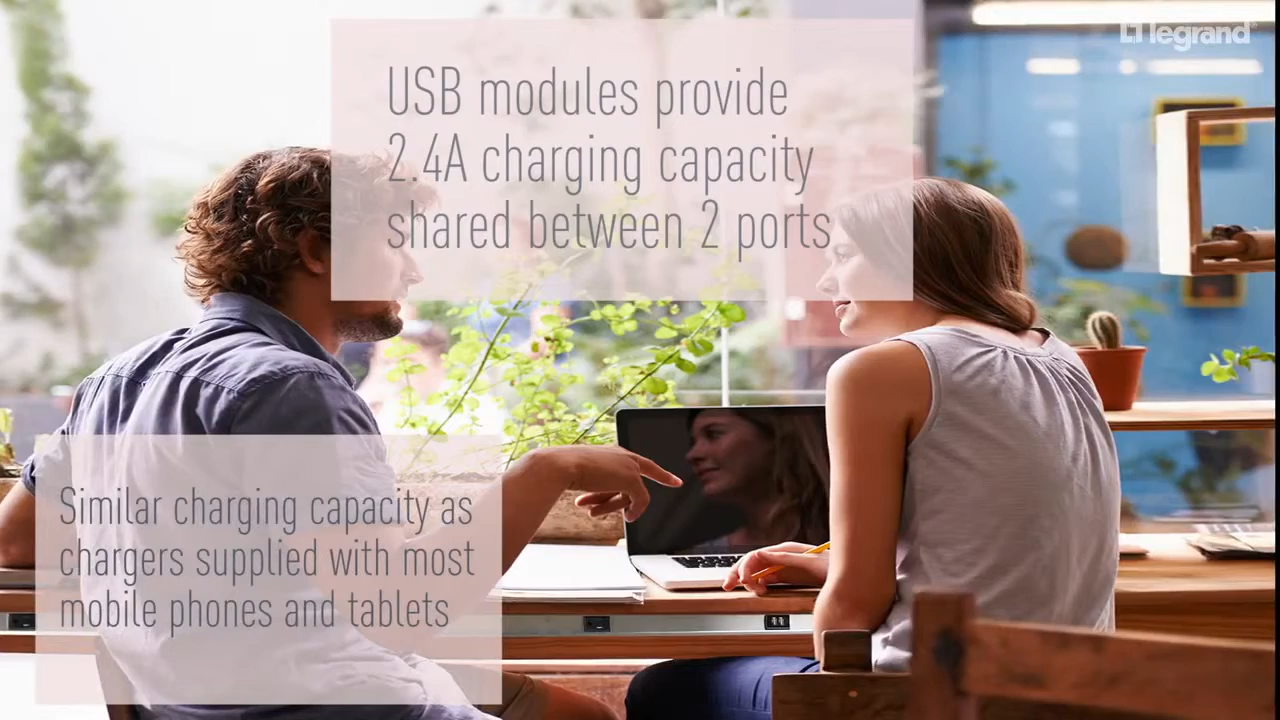 legrand
USB modules provide
2.4A charging capacity
shared between 2 ports
Similar charging capacity as
chargers supplied with most
mobile phones and tablets